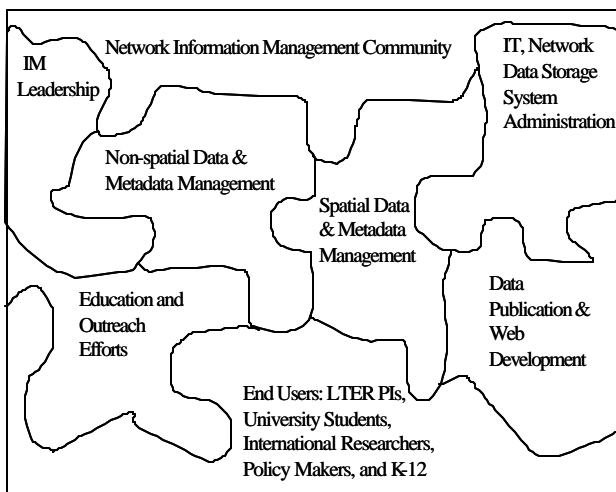 Network Information Management Community
IM
Leadership
IT, Network
Data Storage
System
Administration
Non-spatial Data &
Metadata Management
Spatial Data
& Metadata
Management
Education and
Outreach
Efforts
Data
Publication &
Web
Development
End Users: LTER PIs,
University Students,
International Researchers,
Policy Makers, and K-12